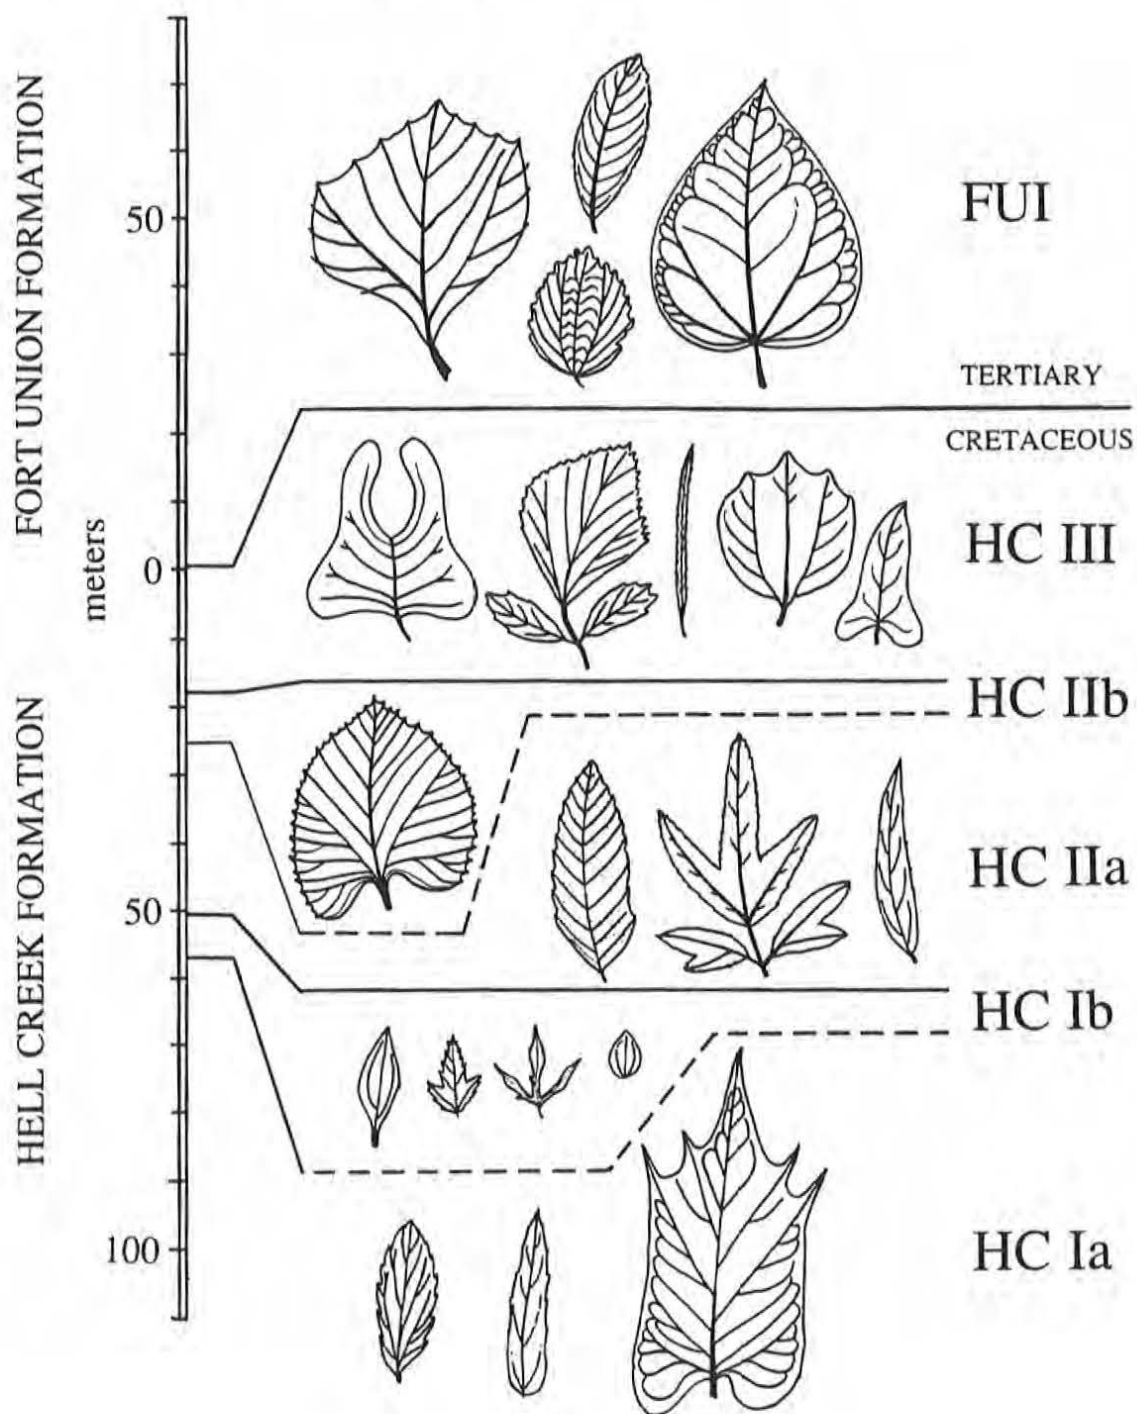 FORT UNION FORMATION
HELL CREEK FORMATION
meters
50
0
50
100
FUI
TERTIARY
CRETACEOUS
HC III
HC IIb
HC IIa
HC Ib
HC Ia